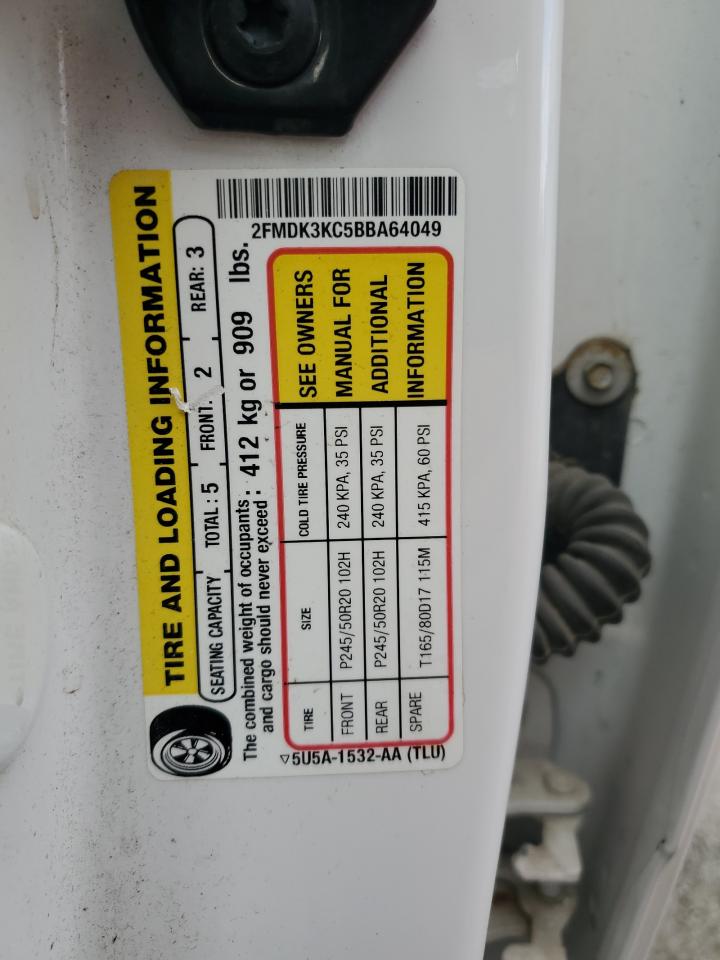 2FMDK3KC5BBA64049
TIRE AND LOADING INFORMATION
SEATING CAPACITY TOTAL : 5 FRONT: 2 REAR: 3
The combined weight of occupants : 412 kg or 909 lbs.
and cargo should never exceed :
TIRE SIZE COLD TIRE PRESSURE SEE OWNERS
FRONT P245/50R20 102H 240 KPA, 35 PSI MANUAL FOR
REAR P245/50R20 102H 240 KPA, 35 PSI ADDITIONAL
SPARE T165/80D17 115M 415 KPA, 60 PSI INFORMATION
▽5U5A-1532-AA (TLU)